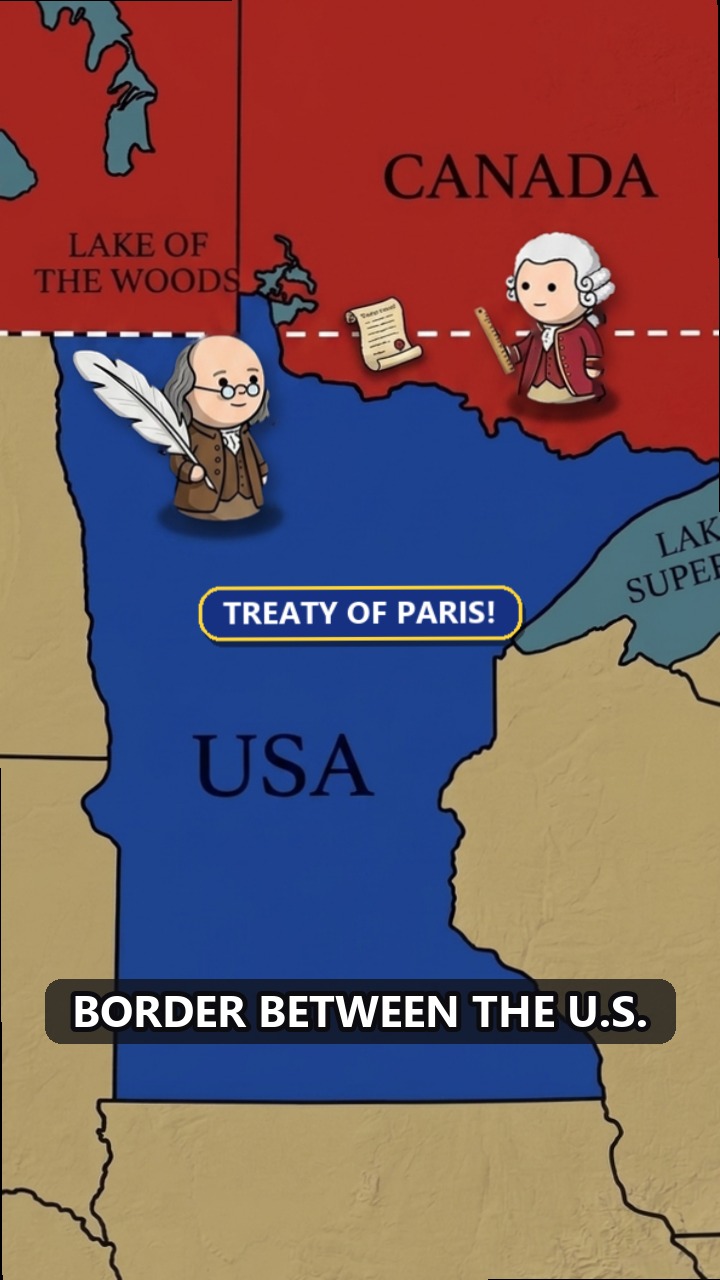 CANADA
LAKE OF
THE WOODS
LAK
SUPER
TREATY OF PARIS!
USA
BORDER BETWEEN THE U.S.